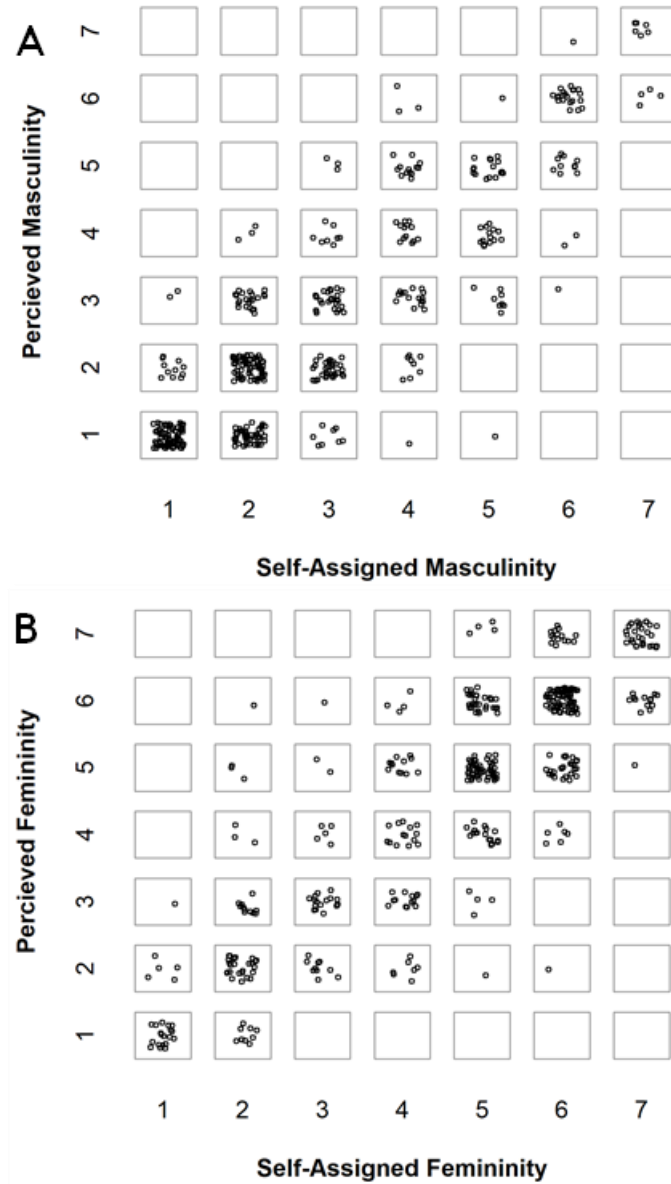 A
Percieved Masculinity
7
6
5
4
3
2
1
1 2 3 4 5 6 7
Self-Assigned Masculinity
B
Percieved Femininity
7
6
5
4
3
2
1
1 2 3 4 5 6 7
Self-Assigned Femininity